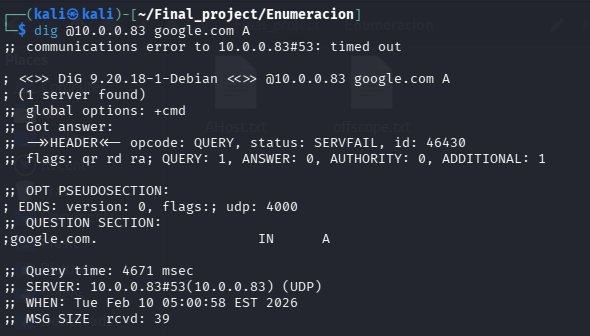 ┌──(kali㉿kali)-[~/Final_project/Enumeracion]
└─$ dig @10.0.0.83 google.com A
;; communications error to 10.0.0.83#53: timed out

; <<>> DiG 9.20.18-1-Debian <<>> @10.0.0.83 google.com A
; (1 server found)
;; global options: +cmd
;; Got answer:
;; ->>HEADER<<- opcode: QUERY, status: SERVFAIL, id: 46430
;; flags: qr rd ra; QUERY: 1, ANSWER: 0, AUTHORITY: 0, ADDITIONAL: 1

;; OPT PSEUDOSECTION:
; EDNS: version: 0, flags:; udp: 4000
;; QUESTION SECTION:
;google.com.                    IN      A

;; Query time: 4671 msec
;; SERVER: 10.0.0.83#53(10.0.0.83) (UDP)
;; WHEN: Tue Feb 10 05:00:58 EST 2026
;; MSG SIZE  rcvd: 39